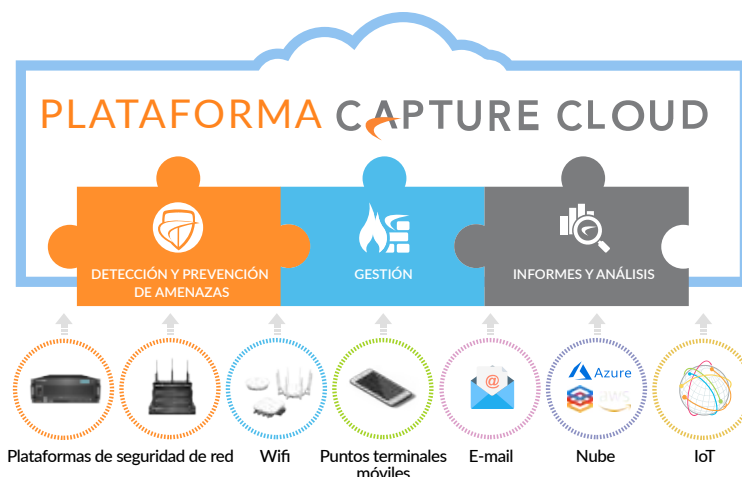 PLATAFORMA CAPTURE CLOUD
DETECCIÓN Y PREVENCIÓN
DE AMENAZAS
GESTIÓN
INFORMES Y ANÁLISIS
@
Azure
aws
Plataformas de seguridad de red
Wifi
Puntos terminales
móviles
E-mail
Nube
IoT